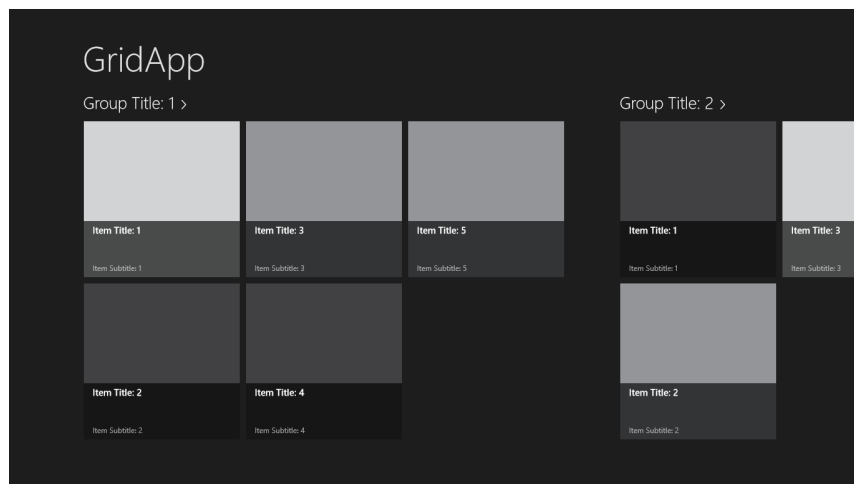 GridApp
Group Title: 1 >
Item Title: 1
Item Subtitle: 1
Item Title: 3
Item Subtitle: 3
Item Title: 5
Item Subtitle: 5
Item Title: 2
Item Subtitle: 2
Item Title: 4
Item Subtitle: 4
Group Title: 2 >
Item Title: 1
Item Subtitle: 1
Item Title: 3
Item Subtitle: 3
Item Title: 2
Item Subtitle: 2